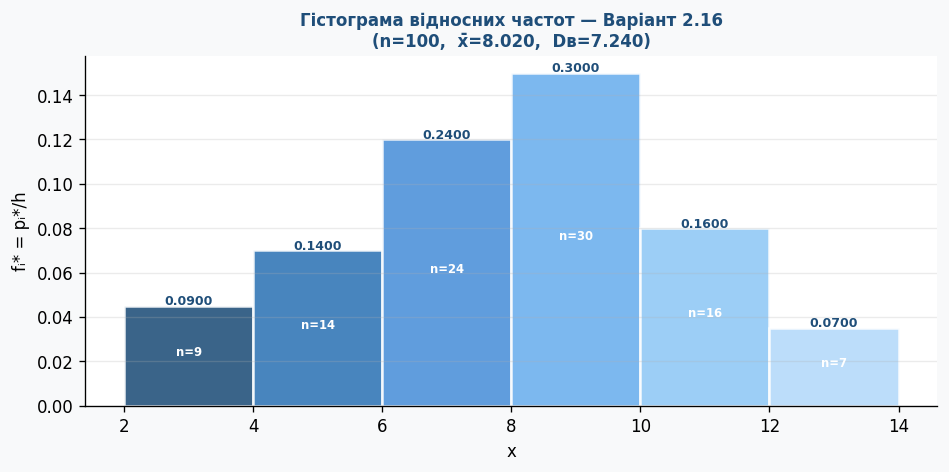 Гістограма відносних частот — Варіант 2.16
(n=100, x̄=8.020, Dв=7.240)
fᵢ* = pᵢ*/h
0.14
0.12
0.10
0.08
0.06
0.04
0.02
0.00
0.0900
0.1400
0.2400
0.3000
0.1600
0.0700
n=9
n=14
n=24
n=30
n=16
n=7
2 4 6 8 10 12 14
x